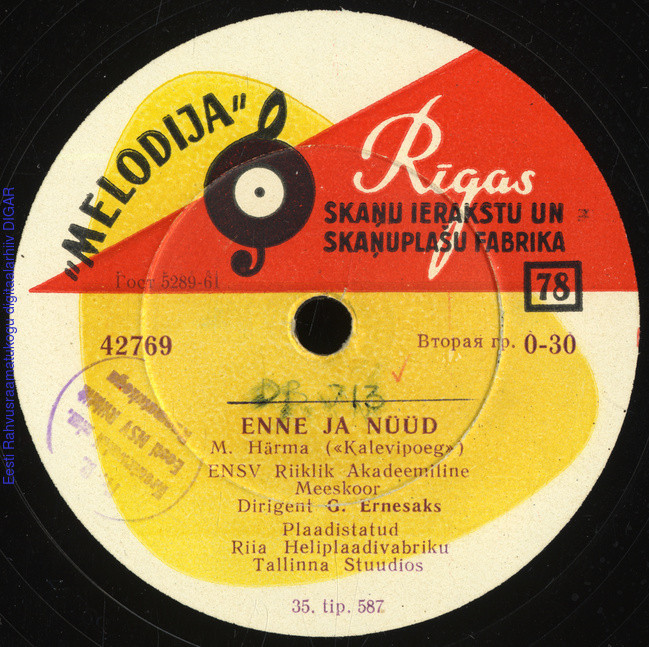 "MELODIJA"
Rīgas
SKAŅU IERAKSTU UN
SKAŅUPLAŠU FABRIKA
Гост 5289-61
78
42769
Вторая гр. 0-30
ENNE JA NÜÜD
M. Härma («Kalevipoeg»)
ENSV Riiklik Akadeemiline
Meeskoor
Dirigent G. Ernesaks
Plaadistatud
Riia Heliplaadivabriku
Tallinna Stuudios
35. tip. 587
Eesti Rahvusraamatukogu digitaalarhiiv DIGAR